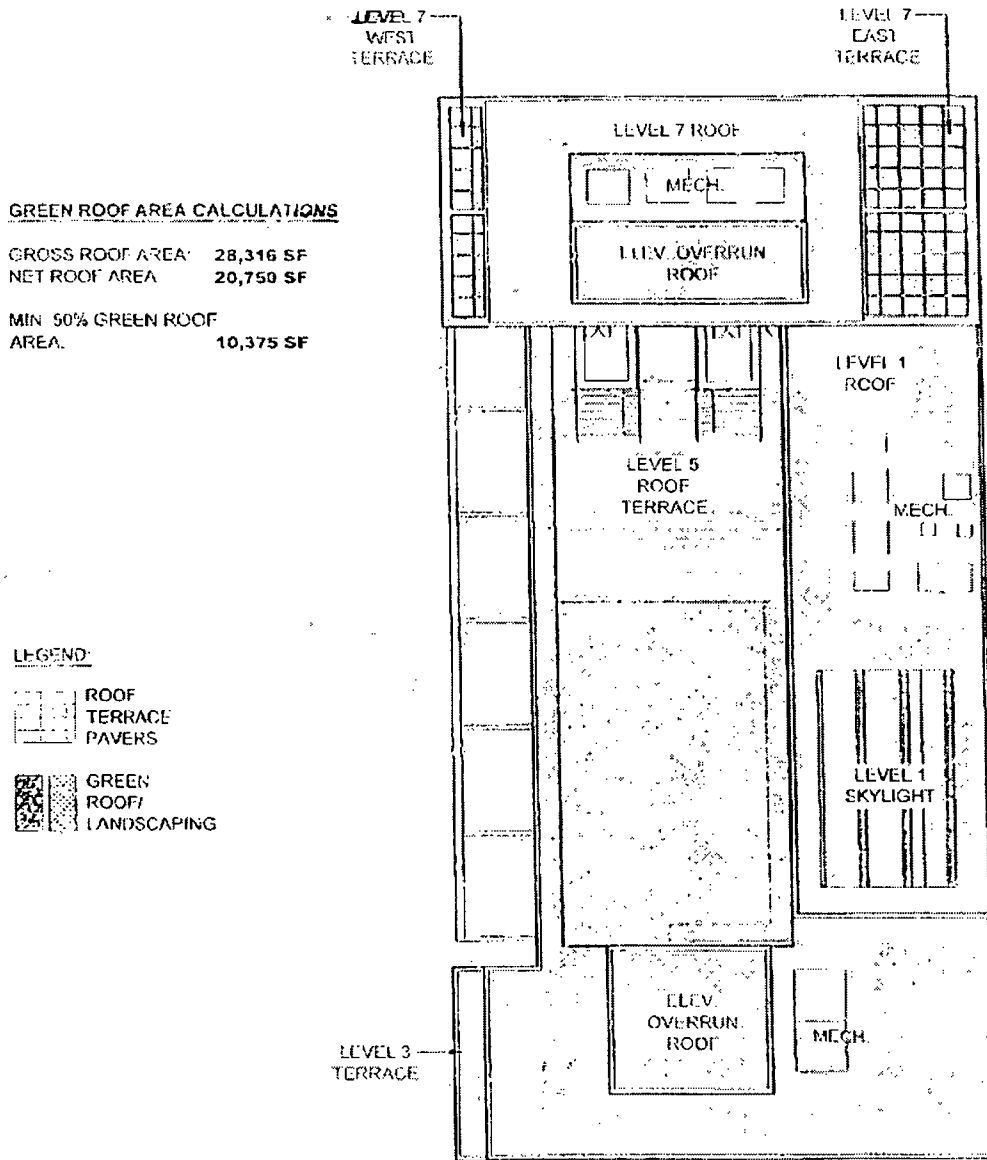 LEVEL 7
WEST
TERRACE
LEVEL 7
EAST
TERRACE
LEVEL 7 ROOF
MECH.
ELEV. OVERRUN
ROOF
GREEN ROOF AREA CALCULATIONS
GROSS ROOF AREA: 28,316 SF
NET ROOF AREA 20,750 SF
MIN. 50% GREEN ROOF
AREA: 10,375 SF
LEVEL 1
ROOF
LEVEL 5
ROOF
TERRACE
MECH.
LEGEND:
ROOF
TERRACE
PAVERS
GREEN
ROOF/
LANDSCAPING
LEVEL 1
SKYLIGHT
ELEV.
OVERRUN
ROOF
MECH.
LEVEL 3
TERRACE